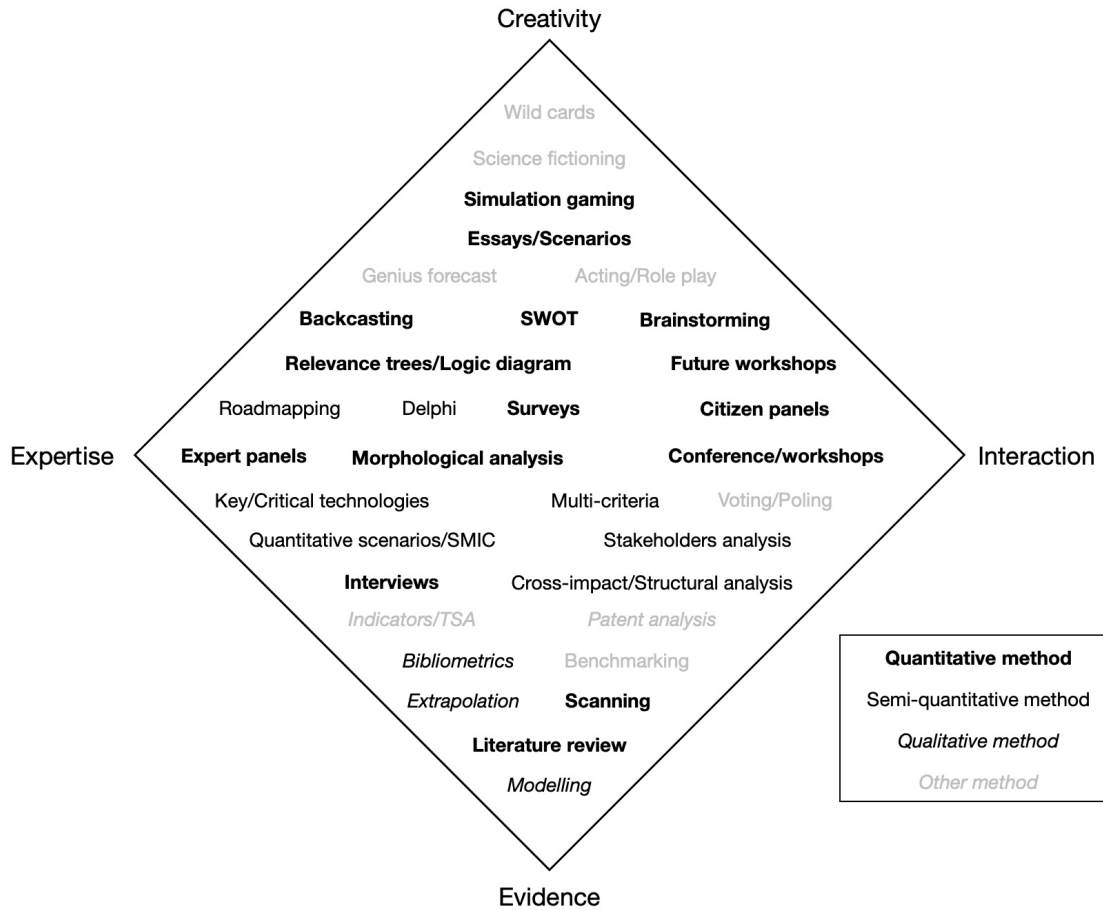 Creativity
Wild cards
Science fictioning
Simulation gaming
Essays/Scenarios
Genius forecast Acting/Role play
Backcasting SWOT Brainstorming
Relevance trees/Logic diagram Future workshops
Roadmapping Delphi Surveys Citizen panels
Expertise Expert panels Morphological analysis Conference/workshops Interaction
Key/Critical technologies Multi-criteria Voting/Poling
Quantitative scenarios/SMIC Stakeholders analysis
Interviews Cross-impact/Structural analysis
Indicators/TSA Patent analysis
Bibliometrics Benchmarking
Extrapolation Scanning
Literature review
Modelling
Evidence
Quantitative method
Semi-quantitative method
Qualitative method
Other method